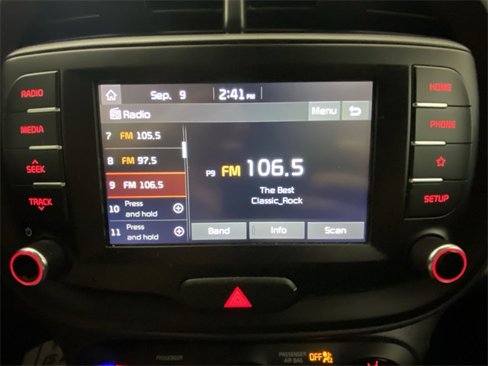 Sep. 9 2:41 PM
Radio Menu
7 FM 105.5
8 FM 97.5
9 FM 106.5
10 Press and hold
11 Press and hold
P9 FM 106.5
The Best
Classic_Rock
Band Info Scan
RADIO
MEDIA
SEEK
TRACK
HOME
PHONE
SETUP
PASSENGER
PASSENGER
AIR BAG
OFF